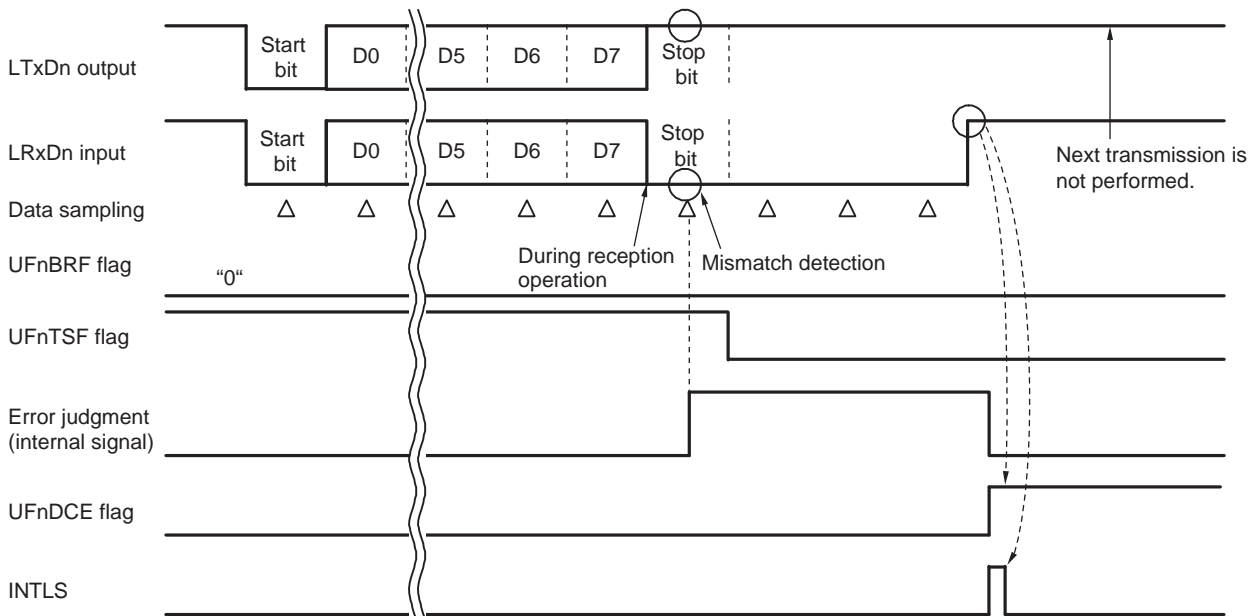 LTxDn output
Start
bit
D0
D5
D6
D7
Stop
bit
LRxDn input
Start
bit
D0
D5
D6
D7
Stop
bit
Next transmission is
not performed.
Data sampling
During reception
operation
Mismatch detection
UFnBRF flag
“0”
UFnTSF flag
Error judgment
(internal signal)
UFnDCE flag
INTLS